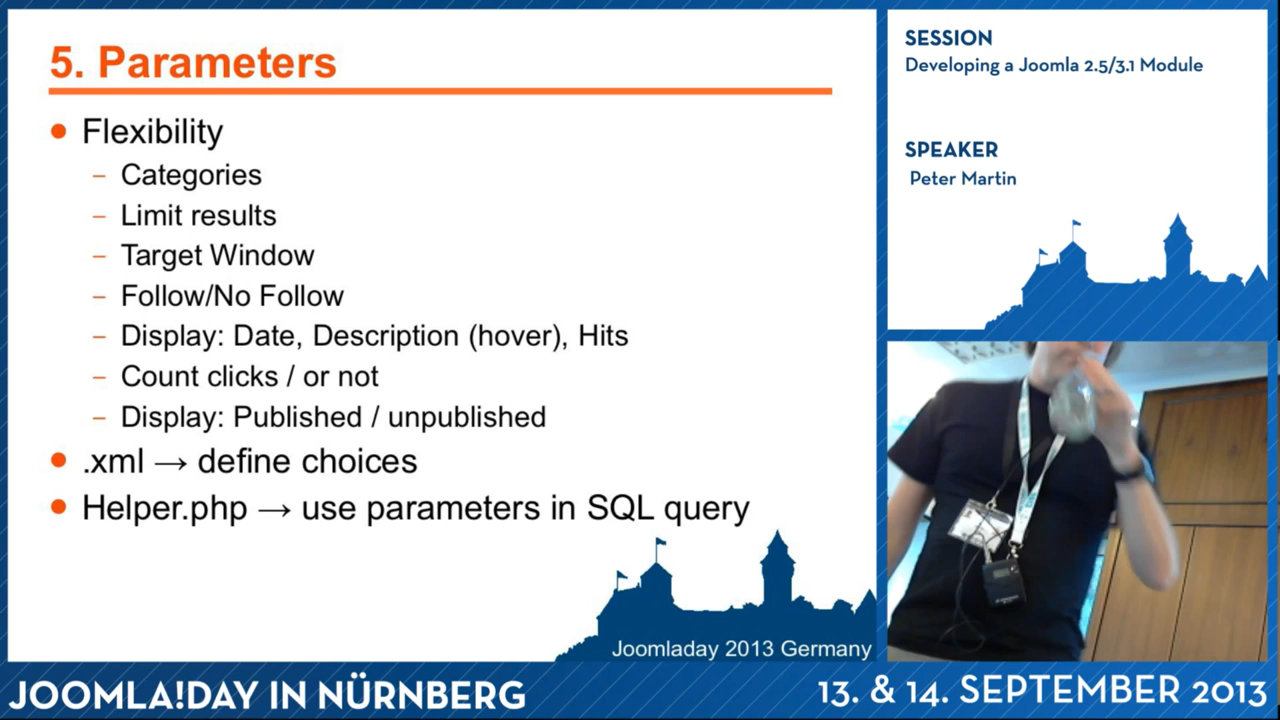 5. Parameters
• Flexibility
– Categories
– Limit results
– Target Window
– Follow/No Follow
– Display: Date, Description (hover), Hits
– Count clicks / or not
– Display: Published / unpublished
• .xml → define choices
• Helper.php → use parameters in SQL query
Joomladay 2013 Germany
SESSION
Developing a Joomla 2.5/3.1 Module
SPEAKER
Peter Martin
JOOMLA!DAY IN NÜRNBERG
13. & 14. SEPTEMBER 2013